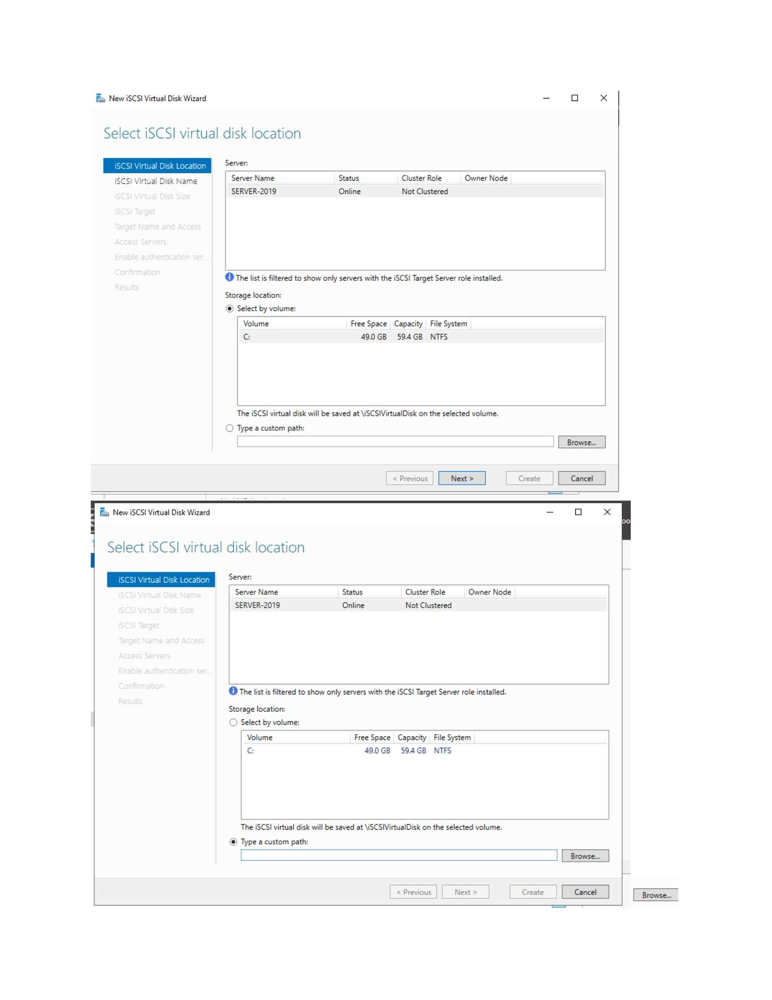 New iSCSI Virtual Disk Wizard
Select iSCSI virtual disk location
iSCSI Virtual Disk Location
iSCSI Virtual Disk Name
iSCSI Virtual Disk Size
iSCSI Target
Target Name and Access
Access Servers
Enable authentication ser...
Confirmation
Results
Server:
Server Name Status Cluster Role Owner Node
SERVER-2019 Online Not Clustered
The list is filtered to show only servers with the iSCSI Target Server role installed.
Storage location:
Select by volume:
Volume Free Space Capacity File System
C: 49.0 GB 59.4 GB NTFS
The iSCSI virtual disk will be saved at \iSCSIVirtualDisk on the selected volume.
Type a custom path:
Browse...
< Previous Next > Create Cancel
New iSCSI Virtual Disk Wizard
Select iSCSI virtual disk location
iSCSI Virtual Disk Location
iSCSI Virtual Disk Name
iSCSI Virtual Disk Size
iSCSI Target
Target Name and Access
Access Servers
Enable authentication ser...
Confirmation
Results
Server:
Server Name Status Cluster Role Owner Node
SERVER-2019 Online Not Clustered
The list is filtered to show only servers with the iSCSI Target Server role installed.
Storage location:
Select by volume:
Volume Free Space Capacity File System
C: 49.0 GB 59.4 GB NTFS
The iSCSI virtual disk will be saved at \iSCSIVirtualDisk on the selected volume.
Type a custom path:
Browse...
< Previous Next > Create Cancel
Browse...